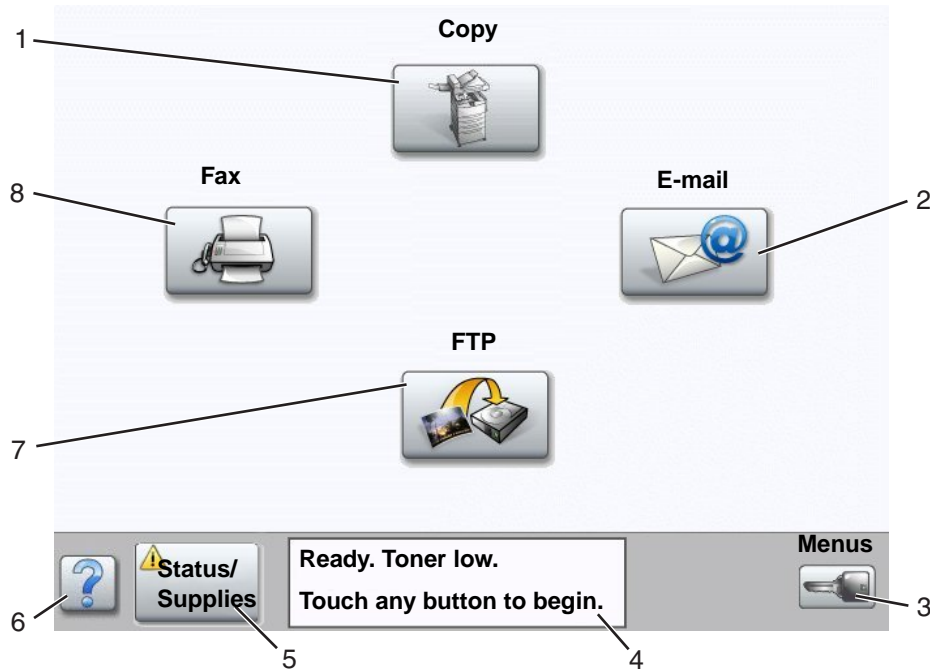 Copy
1
Fax
E-mail
8
2
FTP
7
Menus
Status/
Supplies
Ready. Toner low.
Touch any button to begin.
?
3
6
5
4
@